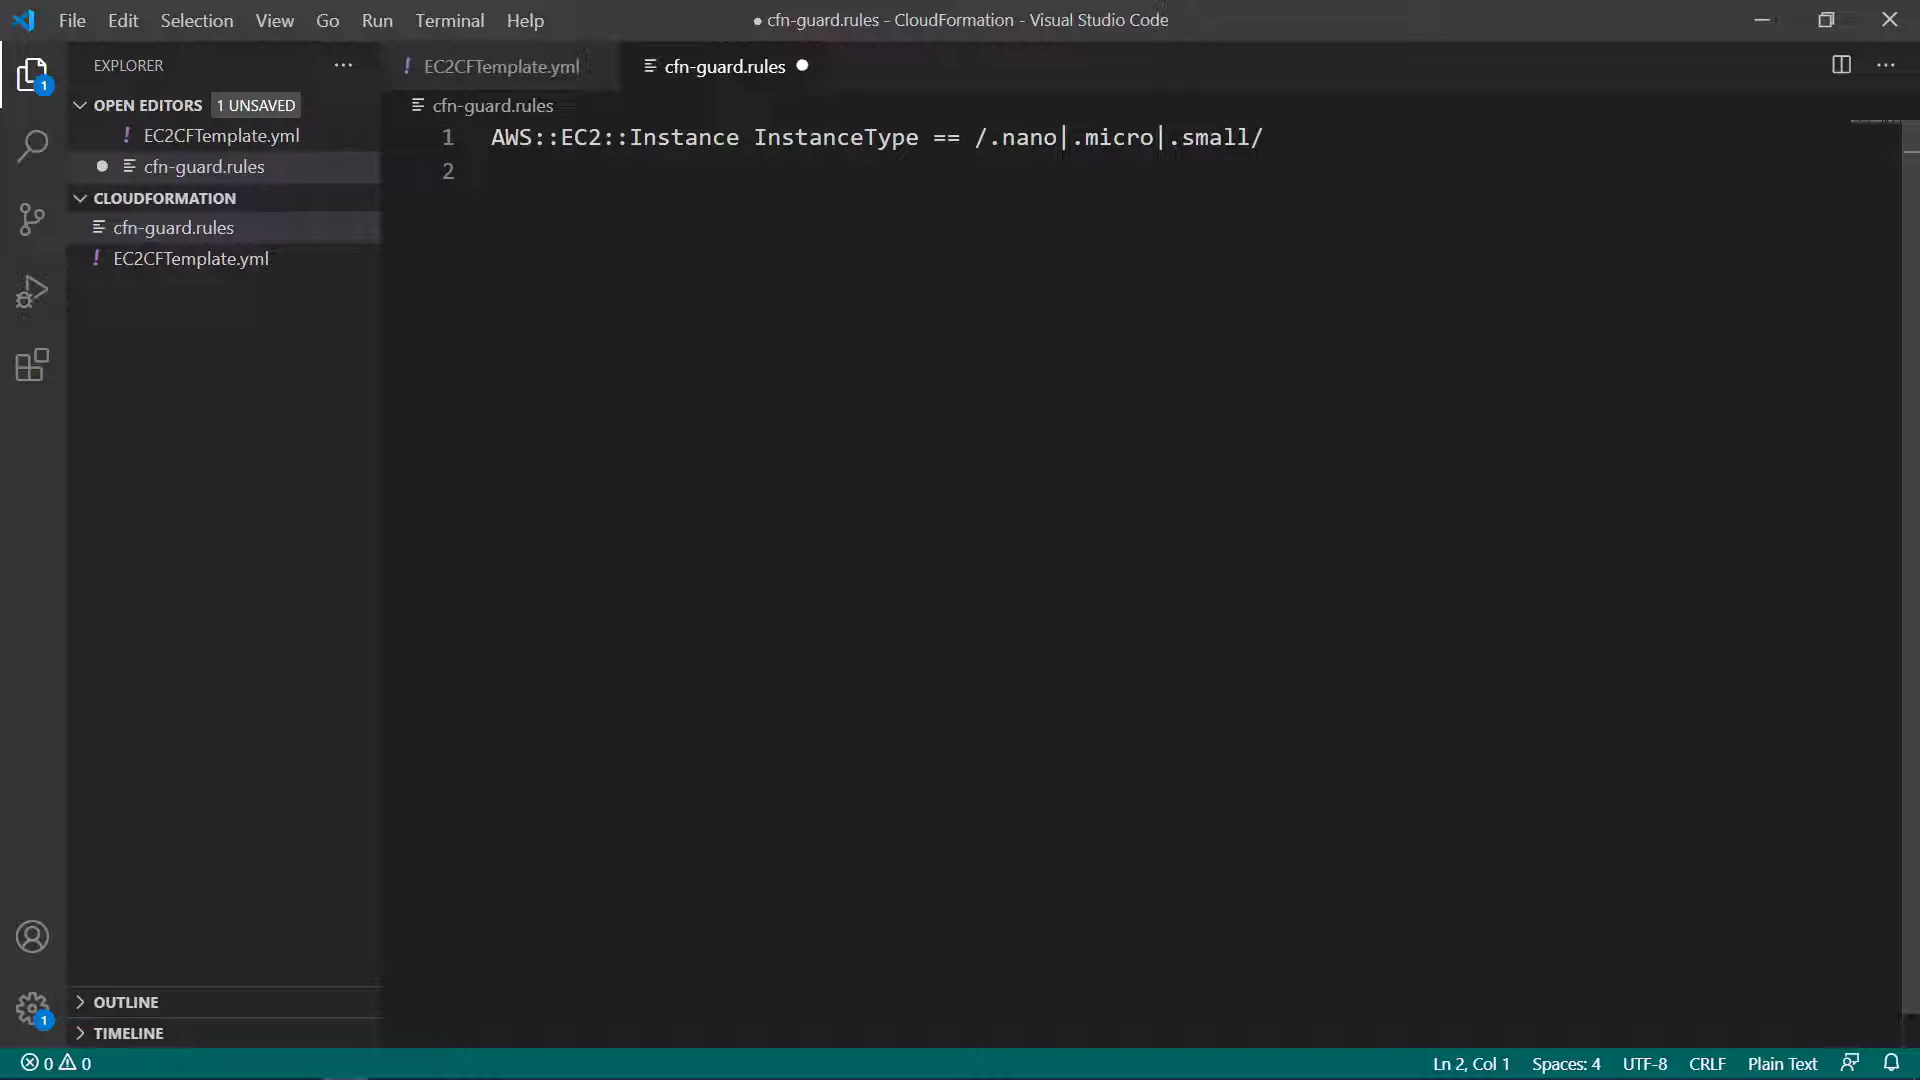 File Edit Selection View Go Run Terminal Help
● cfn-guard.rules - CloudFormation - Visual Studio Code
EXPLORER
OPEN EDITORS 1 UNSAVED
! EC2CFTemplate.yml
cfn-guard.rules
CLOUDFORMATION
cfn-guard.rules
! EC2CFTemplate.yml
OUTLINE
TIMELINE
! EC2CFTemplate.yml
cfn-guard.rules
cfn-guard.rules
1 AWS::EC2::Instance InstanceType == /.nano|.micro|.small/
2
1
1
0 0
Ln 2, Col 1 Spaces: 4 UTF-8 CRLF Plain Text